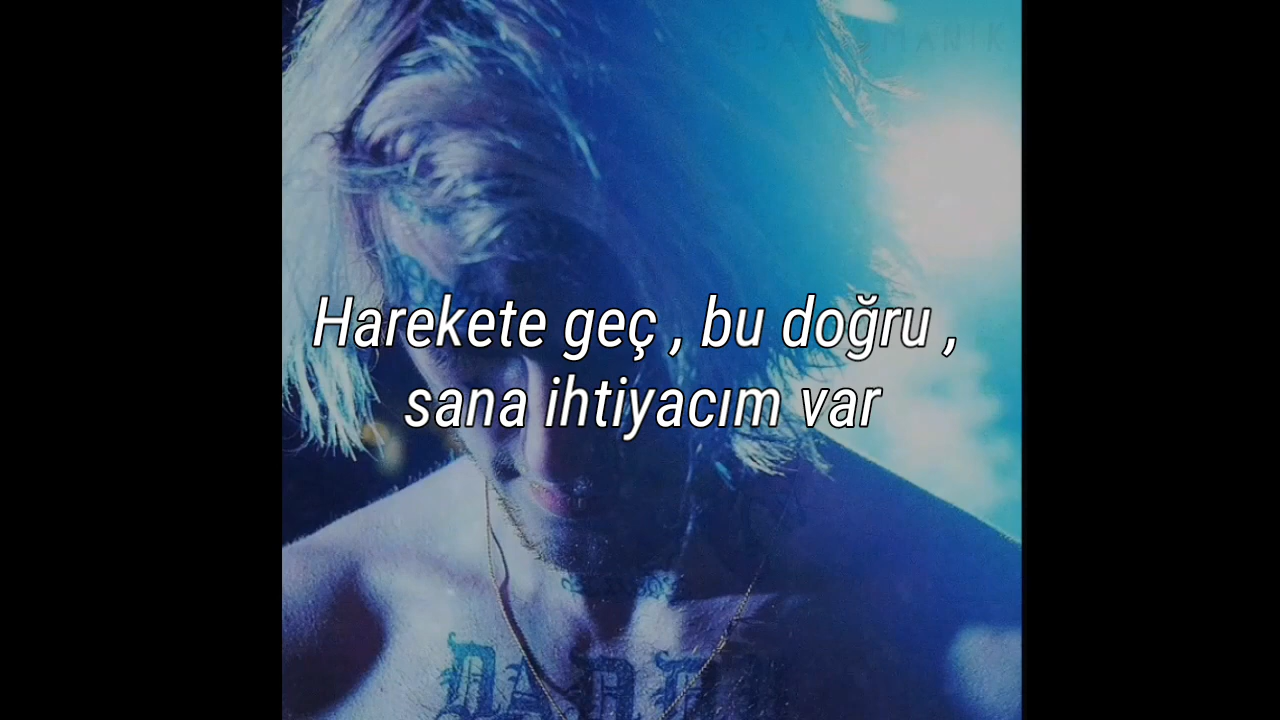 Harekete geç , bu doğru ,
sana ihtiyacım var